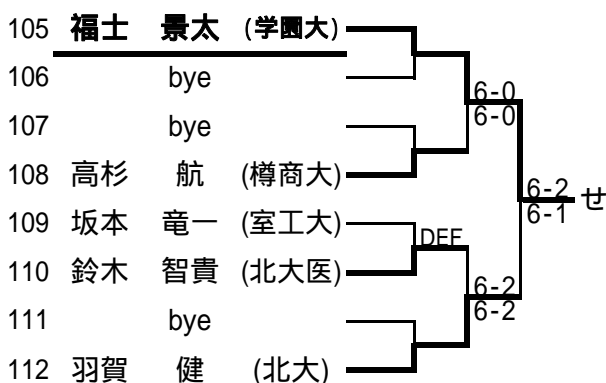 105 福士 景太 (学園大)
106 bye
6-0
107 bye 6-0
108 高杉 航 (樽商大)
6-2 せ
6-1
109 坂本 竜一 (室工大)
DEF
110 鈴木 智貴 (北大医)
6-2
6-2
111 bye
112 羽賀 健 (北大)